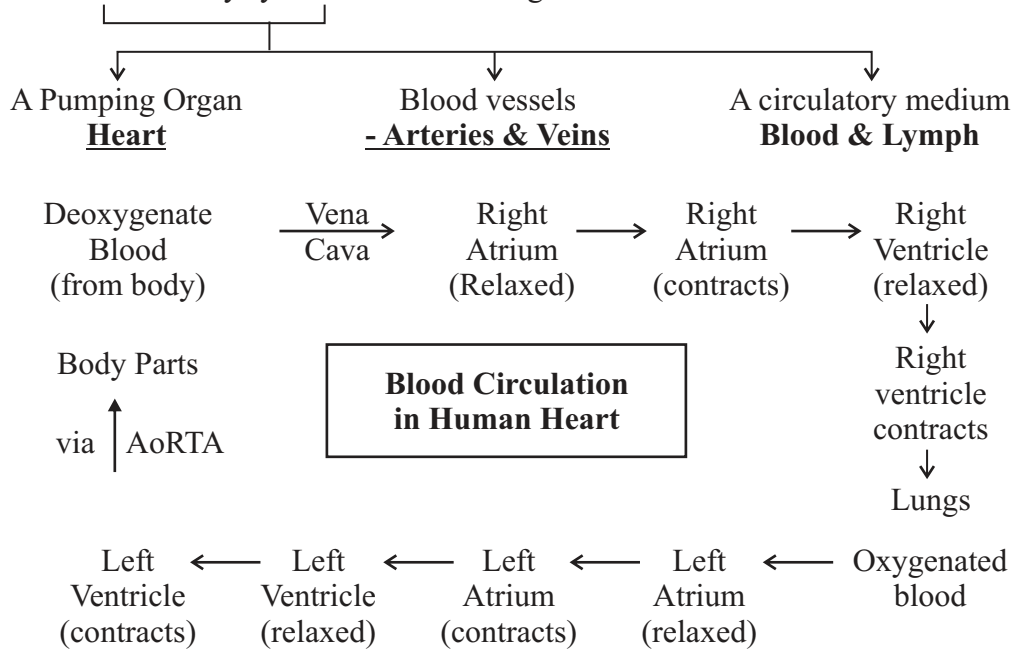 A Pumping Organ
Heart
Blood vessels
- Arteries & Veins
A circulatory medium
Blood & Lymph
Deoxygenate
Blood
(from body)
Vena
Cava
Right
Atrium
(Relaxed)
Right
Atrium
(contracts)
Right
Ventricle
(relaxed)
Right
ventricle
contracts
Lungs
Body Parts
via AoRTA
Blood Circulation
in Human Heart
Oxygenated
blood
Left
Atrium
(relaxed)
Left
Atrium
(contracts)
Left
Ventricle
(relaxed)
Left
Ventricle
(contracts)